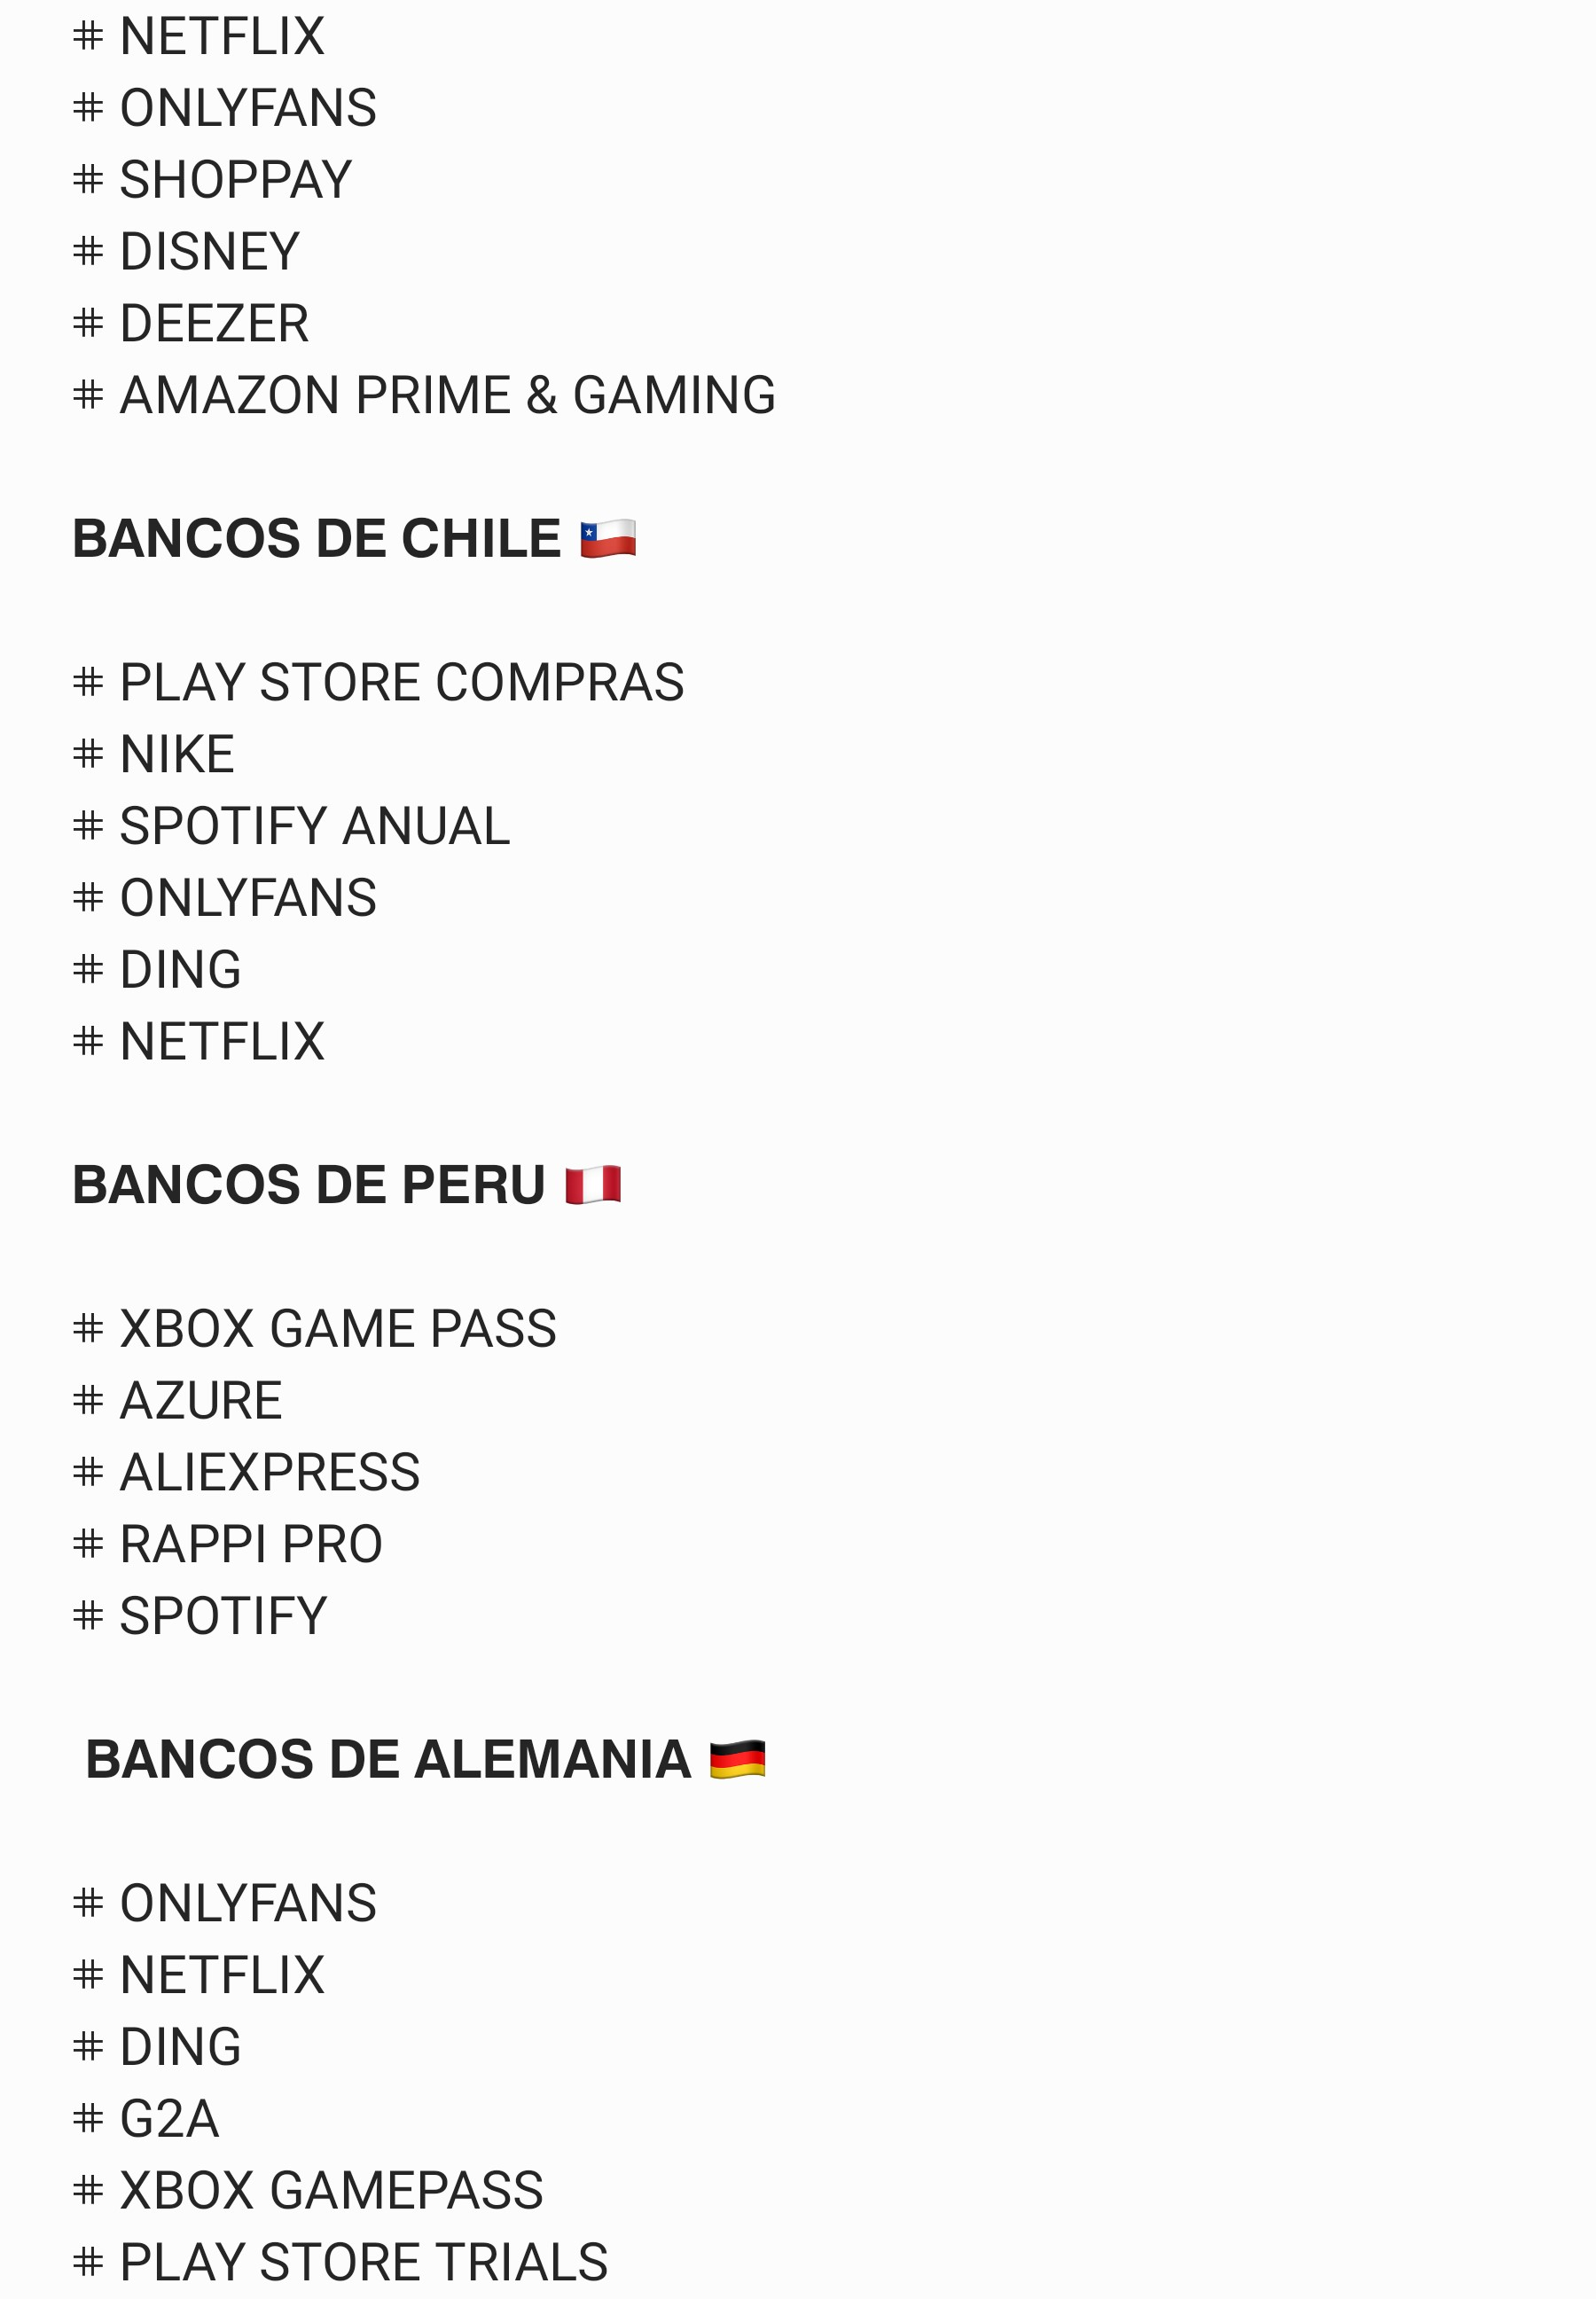 # NETFLIX
# ONLYFANS
# SHOPPAY
# DISNEY
# DEEZER
# AMAZON PRIME & GAMING
BANCOS DE CHILE 🇨🇱
# PLAY STORE COMPRAS
# NIKE
# SPOTIFY ANUAL
# ONLYFANS
# DING
# NETFLIX
BANCOS DE PERU 🇵🇪
# XBOX GAME PASS
# AZURE
# ALIEXPRESS
# RAPPI PRO
# SPOTIFY
BANCOS DE ALEMANIA 🇩🇪
# ONLYFANS
# NETFLIX
# DING
# G2A
# XBOX GAMEPASS
# PLAY STORE TRIALS